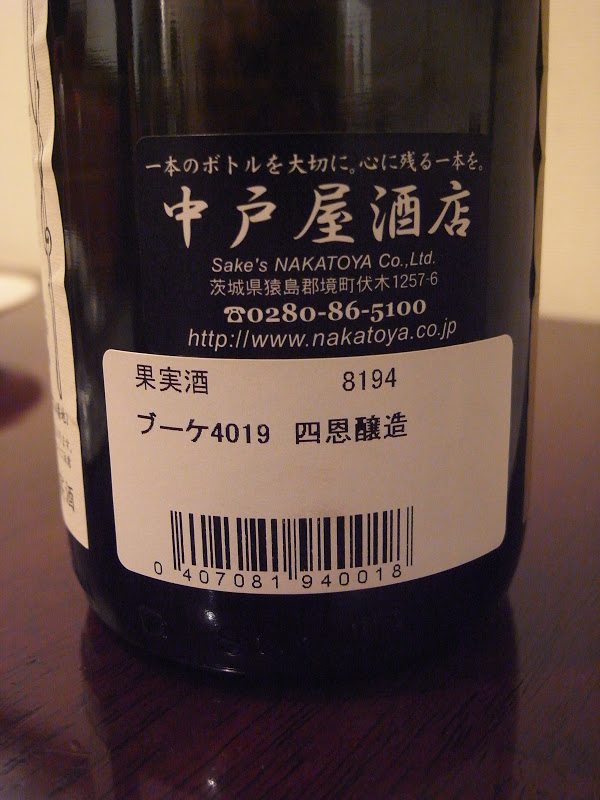 一本のボトルを大切に。心に残る一本を。
中戸屋酒店
Sake's NAKATOYA Co.,Ltd.
茨城県猿島郡境町伏木1257-6
☎0280-86-5100
http://www.nakatoya.co.jp
果実酒 8194
ブーケ4019 四恩醸造
0 407081 940018